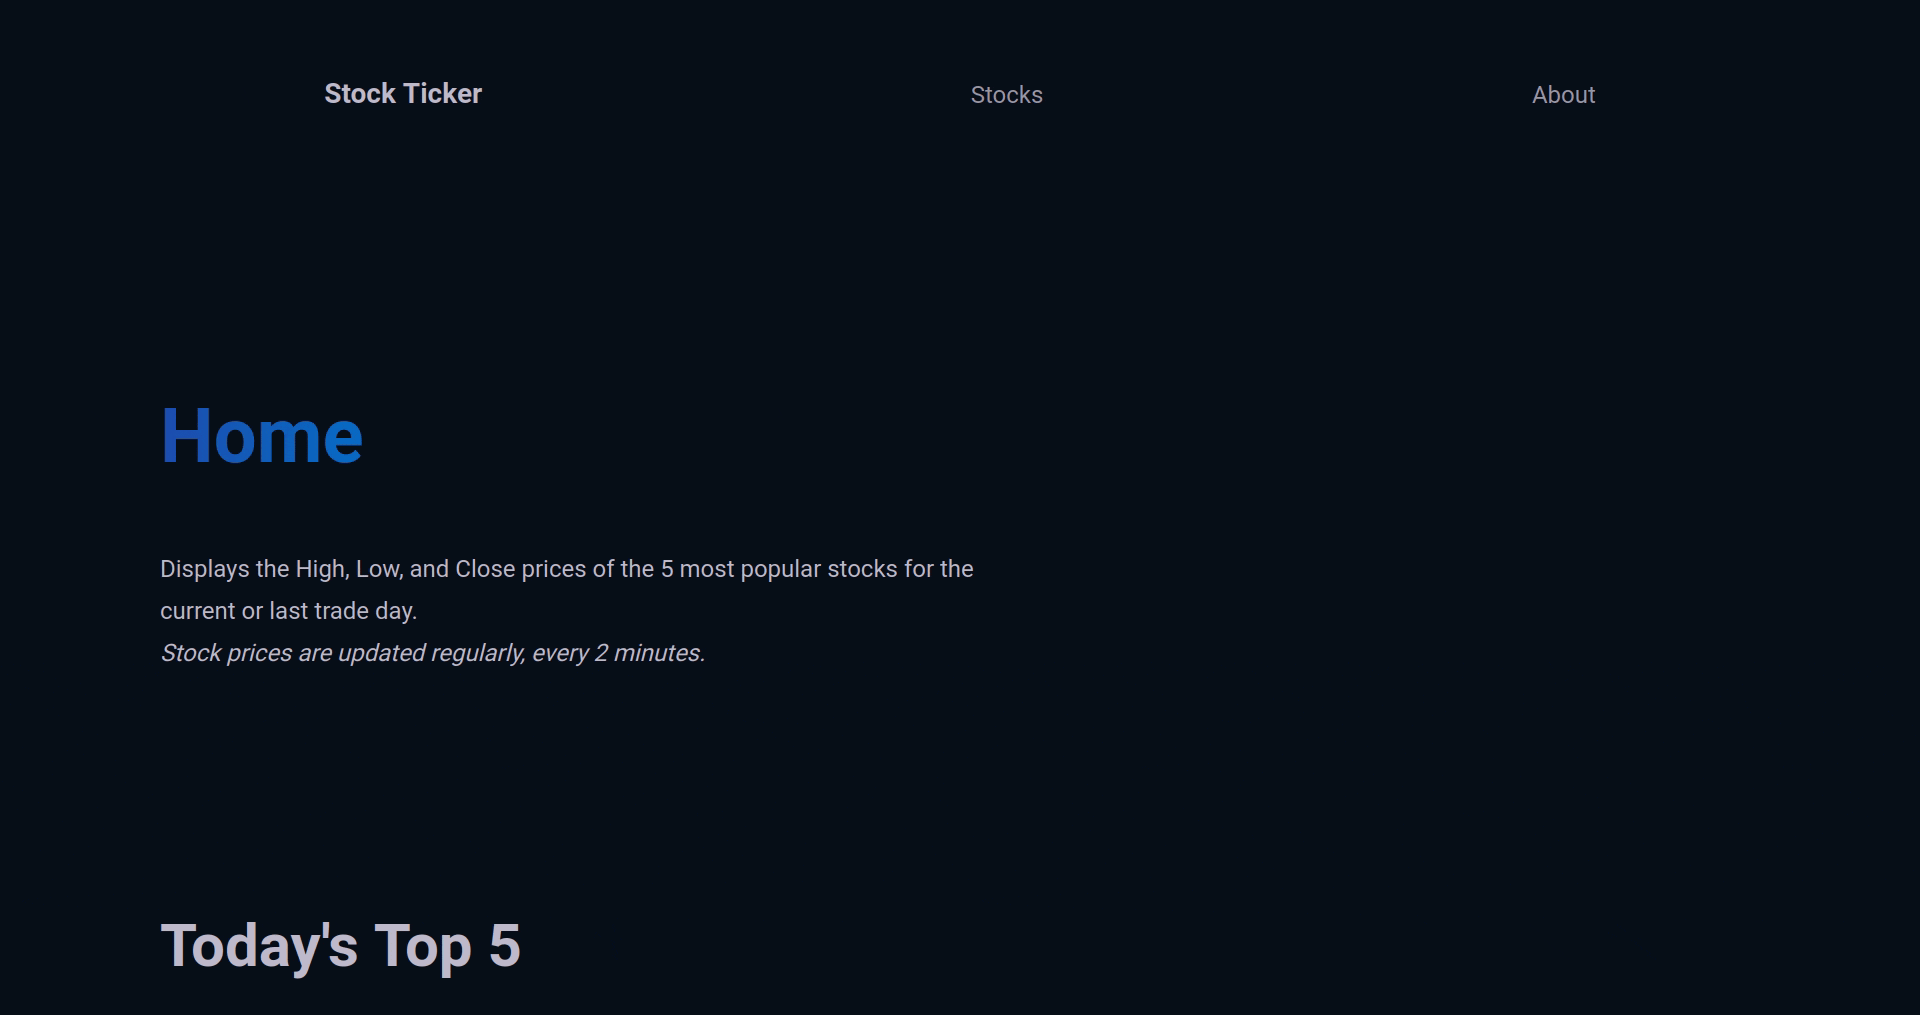 Stock Ticker
Stocks
About
Home
Displays the High, Low, and Close prices of the 5 most popular stocks for the
current or last trade day.
Stock prices are updated regularly, every 2 minutes.
Today's Top 5